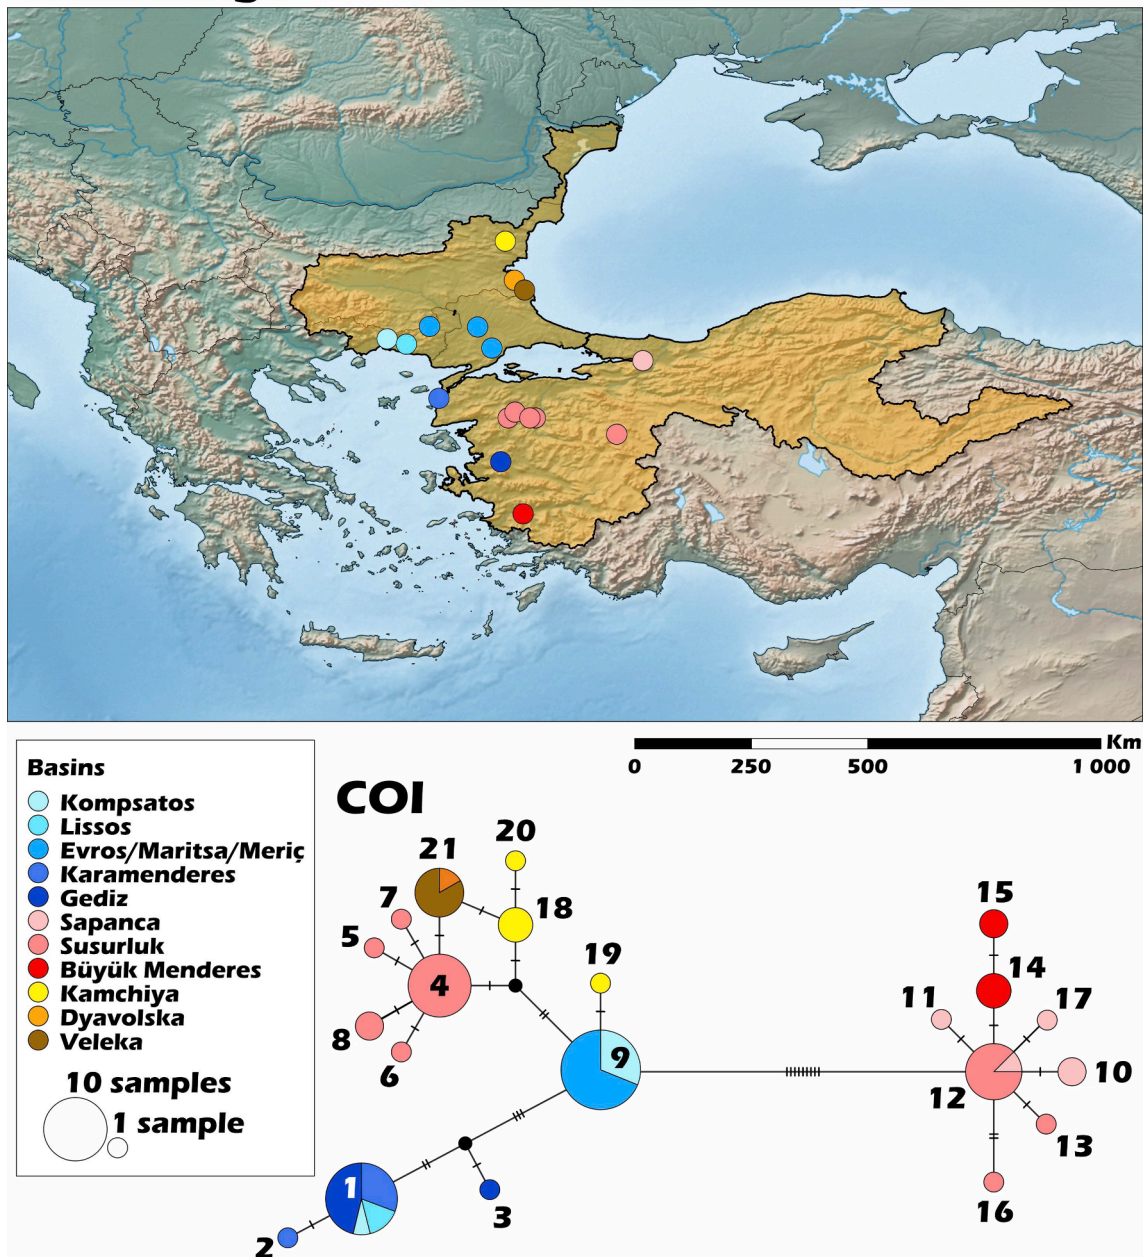 Km
0 250 500 1 000
Basins
Kompsatos
Lissos
Evros/Maritsa/Meriç
Karamenderes
Gediz
Sapanca
Susurluk
Büyük Menderes
Kamchiya
Dyavolska
Veleka
10 samples
1 sample
COI
20
21
7
18
5
4
8
6
19
9
1
2
3
15
14
11
17
12
10
13
16